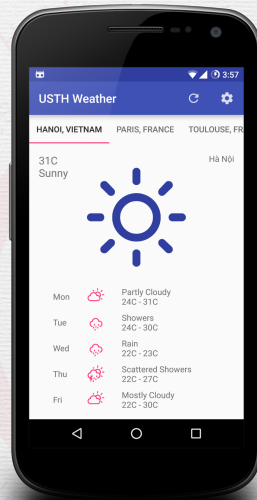 3:57
USTH Weather
HANOI, VIETNAM PARIS, FRANCE TOULOUSE, FR
31C Hà Nội
Sunny
Mon Partly Cloudy
24C - 31C
Tue Showers
24C - 30C
Wed Rain
22C - 23C
Thu Scattered Showers
22C - 27C
Fri Mostly Cloudy
22C - 30C